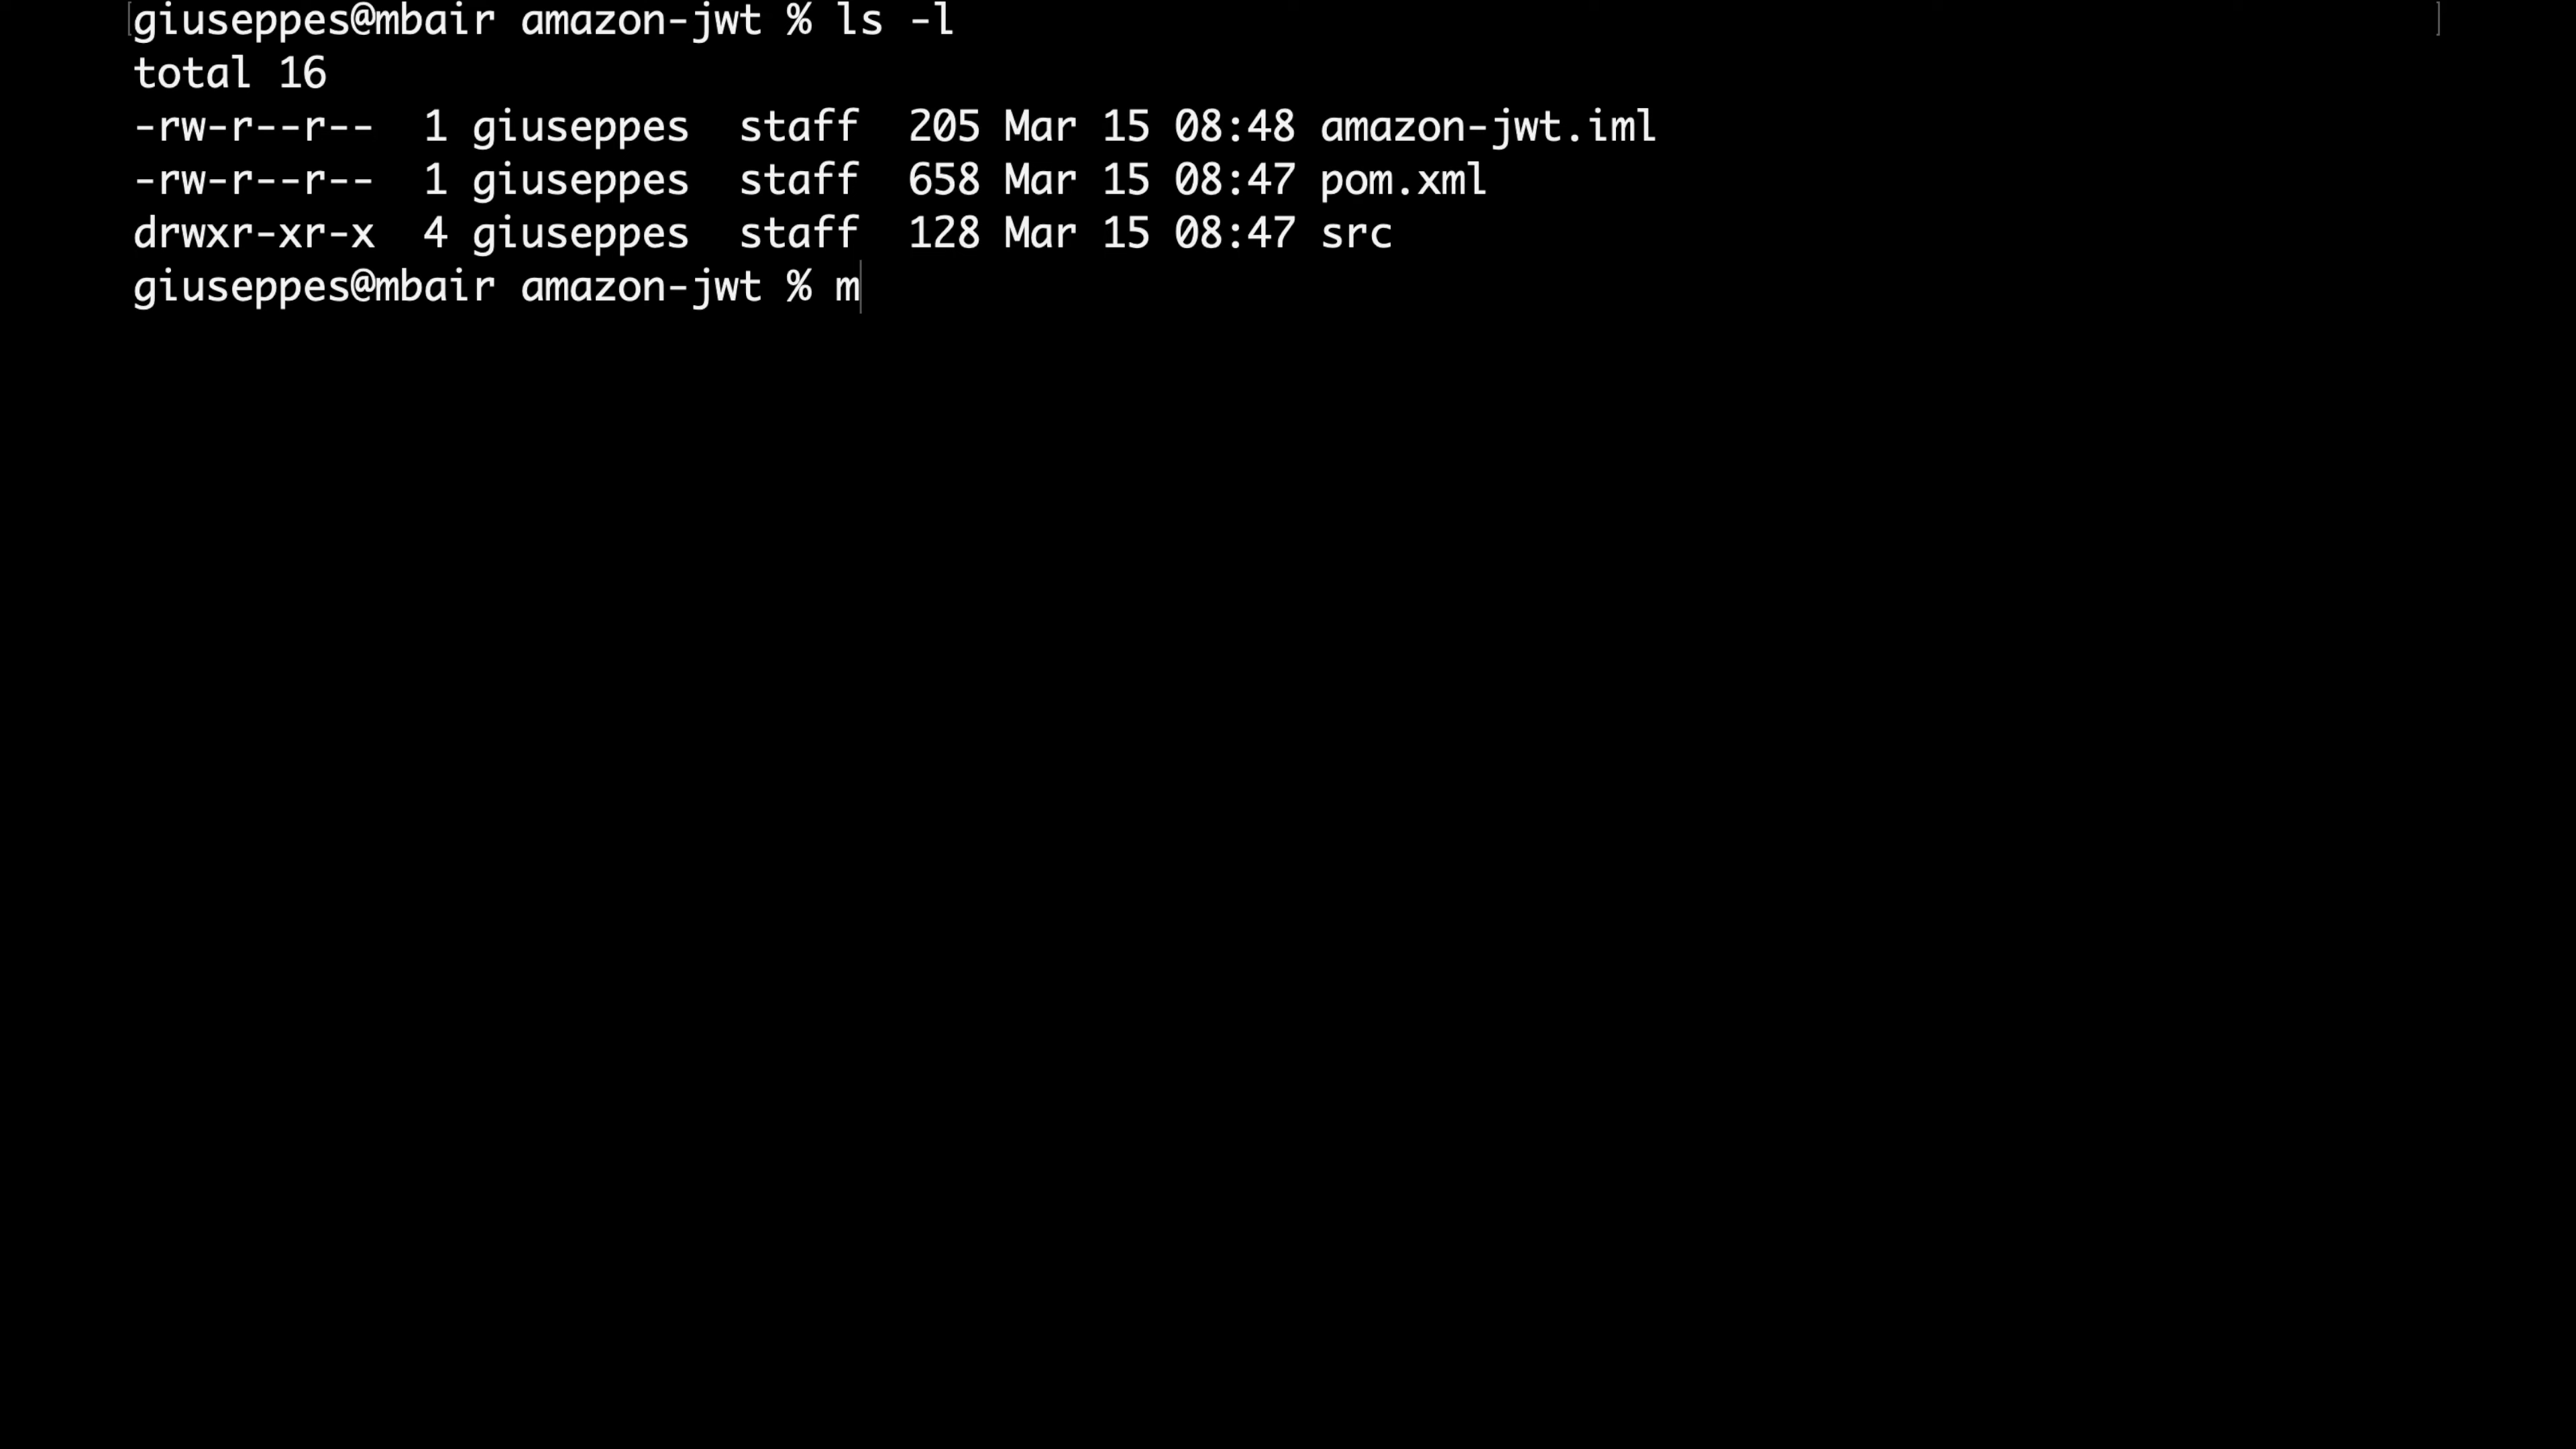 [giuseppes@mbair amazon-jwt % ls -l ]
total 16
-rw-r--r--  1 giuseppes  staff  205 Mar 15 08:48 amazon-jwt.iml
-rw-r--r--  1 giuseppes  staff  658 Mar 15 08:47 pom.xml
drwxr-xr-x  4 giuseppes  staff  128 Mar 15 08:47 src
giuseppes@mbair amazon-jwt % m